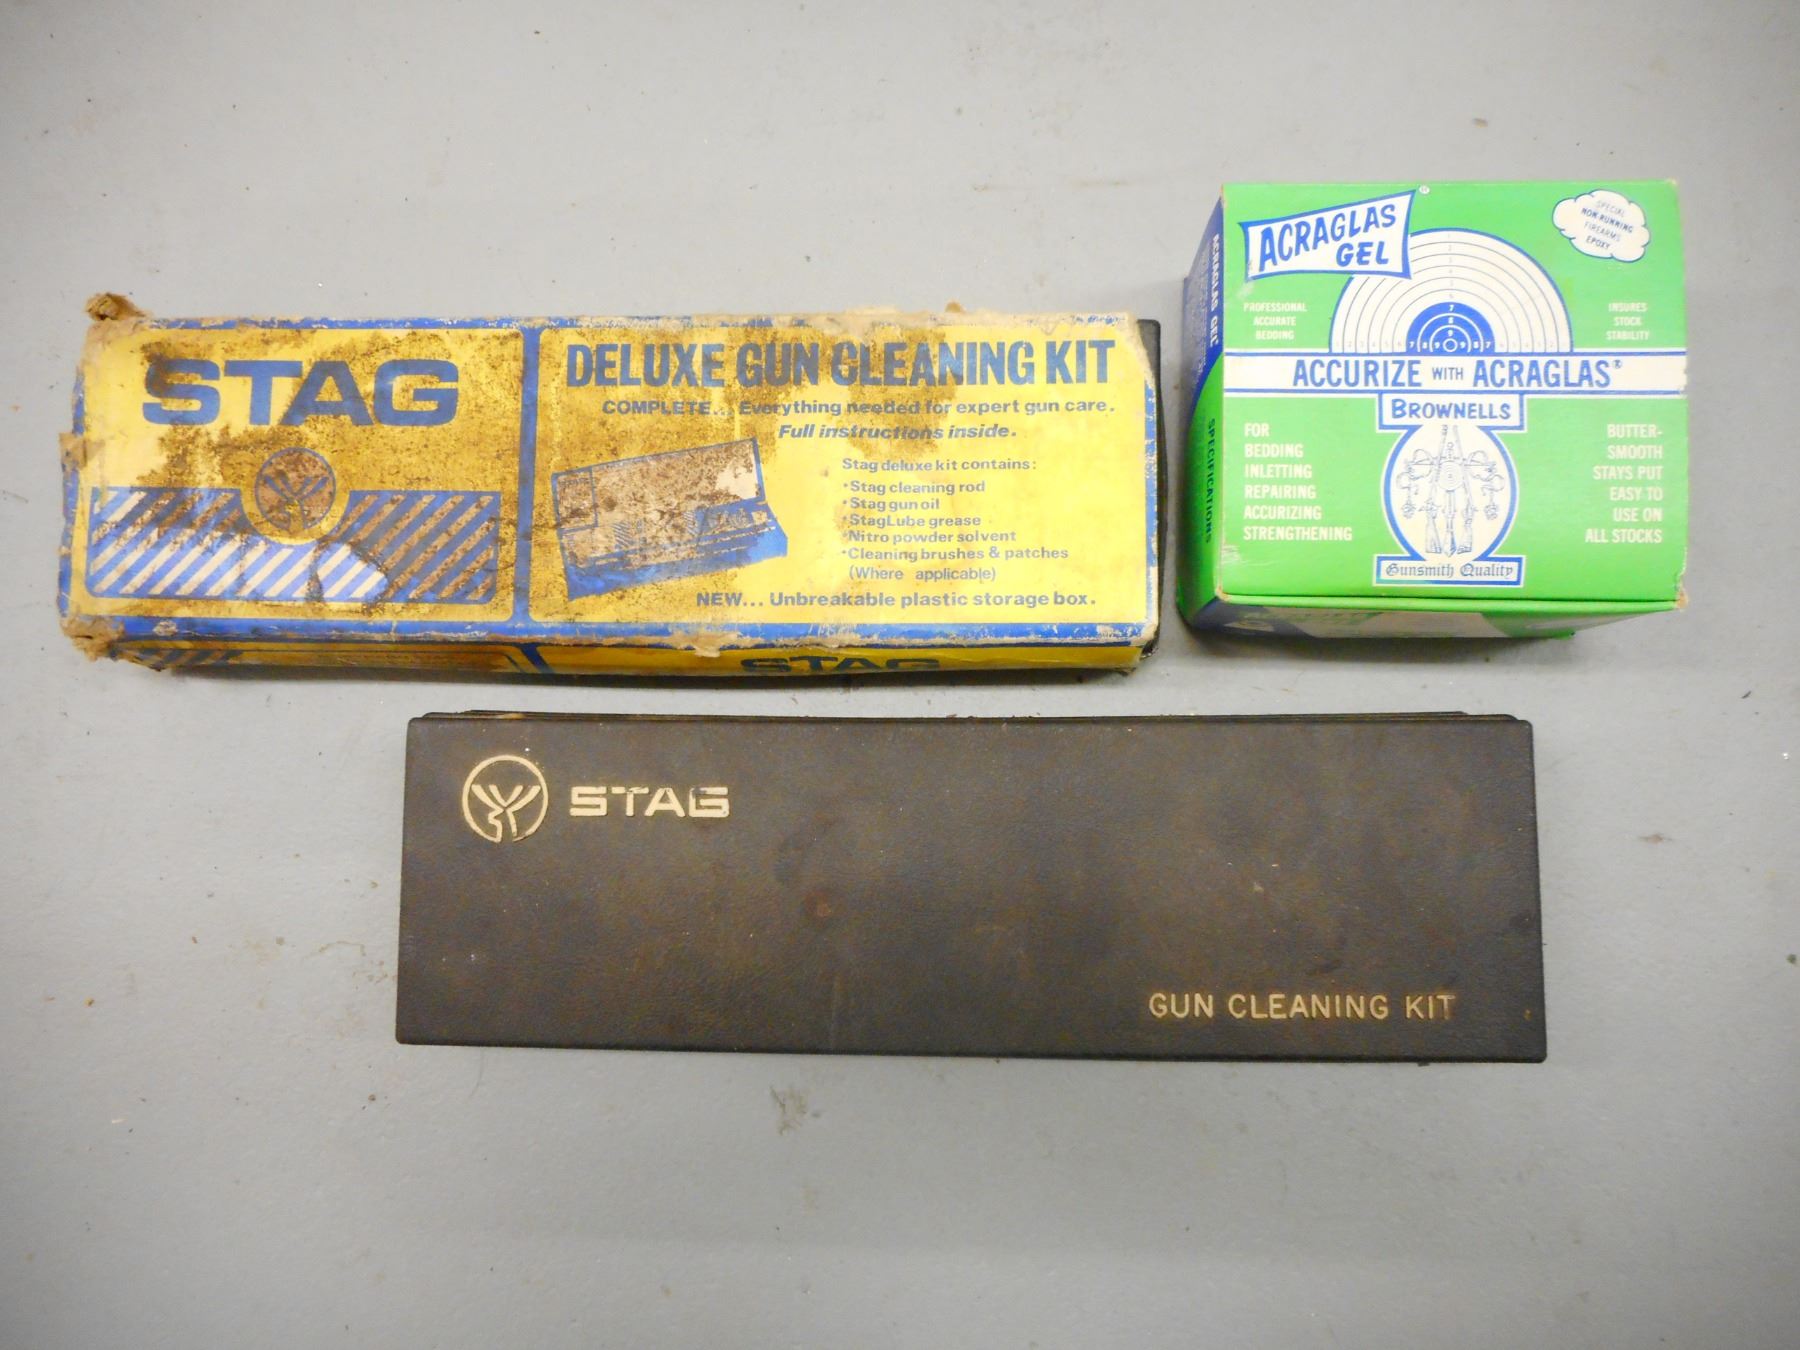 STAG
DELUXE GUN CLEANING KIT
COMPLETE... Everything needed for expert gun care.
Full instructions inside.
Stag deluxe kit contains:
•Stag cleaning rod
•Stag gun oil
•StagLube grease
•Nitro powder solvent
•Cleaning brushes & patches
(Where applicable)
NEW... Unbreakable plastic storage box.
STAG
ACRAGLAS®
GEL
SPECIAL
NON-RUNNING
FIREARMS
EPOXY
PROFESSIONAL
ACCURATE
BEDDING
INSURES
STOCK
STABILITY
ACCURIZE WITH ACRAGLAS®
BROWNELLS
FOR
BEDDING
INLETTING
REPAIRING
ACCURIZING
STRENGTHENING
BUTTER-
SMOOTH
STAYS PUT
EASY TO
USE ON
ALL STOCKS
Gunsmith Quality
ACRAGLAS GEL
SPECIFICATIONS
STAG
GUN CLEANING KIT